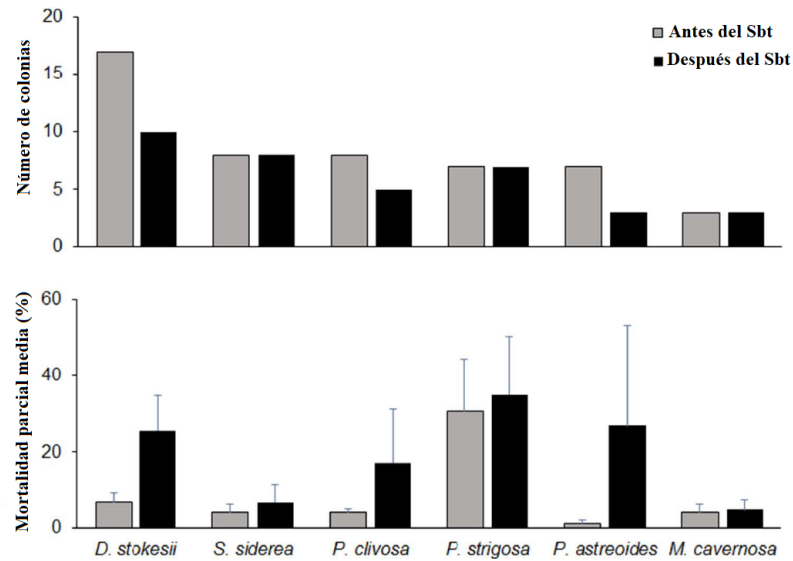 20
Antes del Sbt
Después del Sbt
15
10
5
0
Número de colonias
60
40
20
0
Mortalidad parcial media (%)
D. stokesii S. siderea P. clivosa P. strigosa P. astreoides M. cavernosa